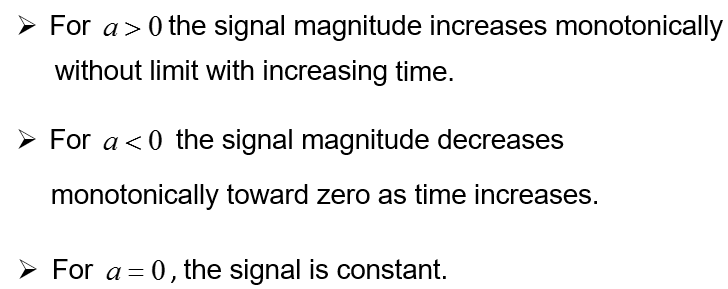 ➢ For a > 0 the signal magnitude increases monotonically
without limit with increasing time.
➢ For a < 0 the signal magnitude decreases
monotonically toward zero as time increases.
➢ For a = 0, the signal is constant.